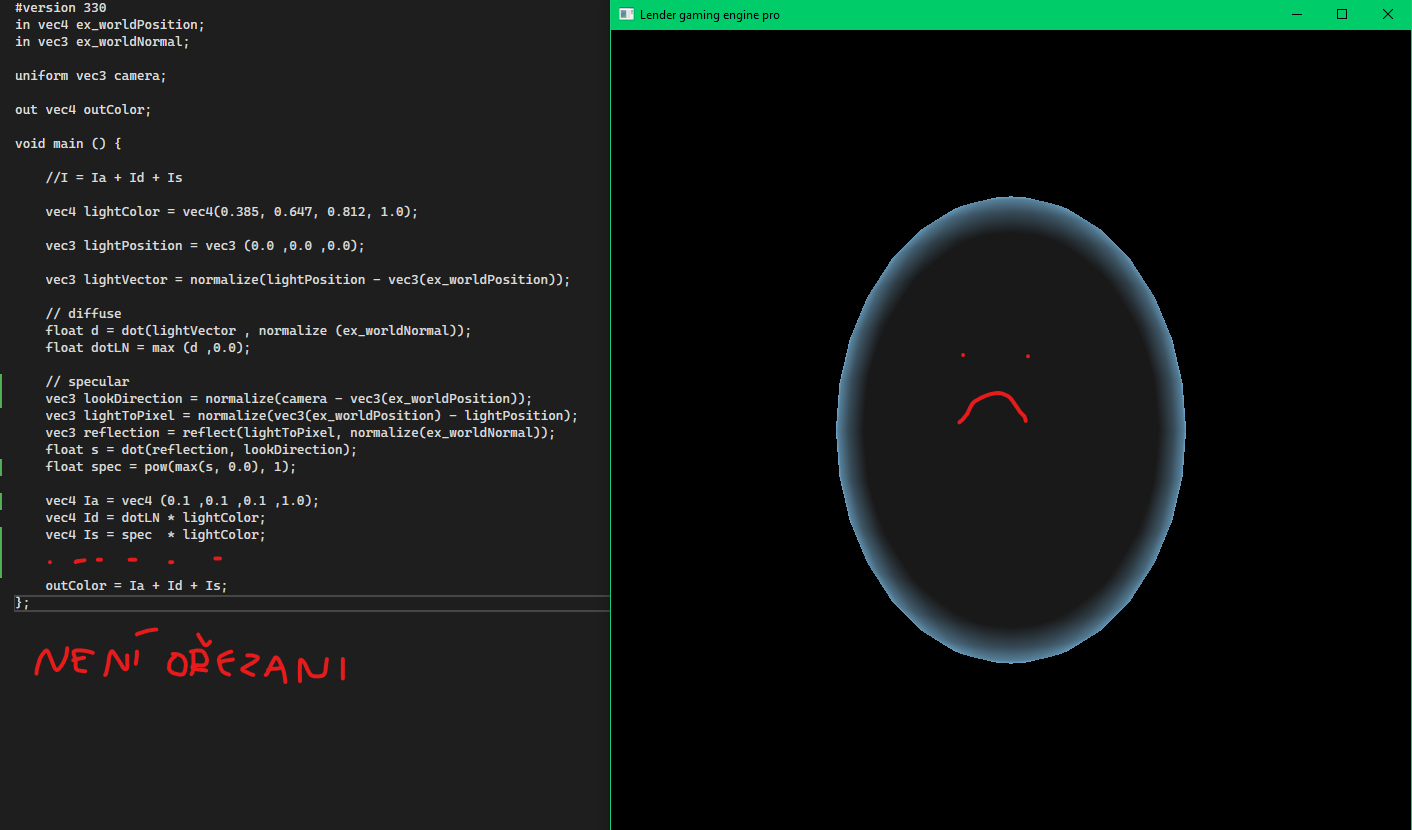 #version 330
in vec4 ex_worldPosition;
in vec3 ex_worldNormal;
uniform vec3 camera;
out vec4 outColor;
void main () {
//I = Ia + Id + Is
vec4 lightColor = vec4(0.385, 0.647, 0.812, 1.0);
vec3 lightPosition = vec3 (0.0 ,0.0 ,0.0);
vec3 lightVector = normalize(lightPosition - vec3(ex_worldPosition));
// diffuse
float d = dot(lightVector , normalize (ex_worldNormal));
float dotLN = max (d ,0.0);
// specular
vec3 lookDirection = normalize(camera - vec3(ex_worldPosition));
vec3 lightToPixel = normalize(vec3(ex_worldPosition) - lightPosition);
vec3 reflection = reflect(lightToPixel, normalize(ex_worldNormal));
float s = dot(reflection, lookDirection);
float spec = pow(max(s, 0.0), 1);
vec4 Ia = vec4 (0.1 ,0.1 ,0.1 ,1.0);
vec4 Id = dotLN * lightColor;
vec4 Is = spec  * lightColor;
outColor = Ia + Id + Is;
};
NENÍ OŘEZANI
Lender gaming engine pro